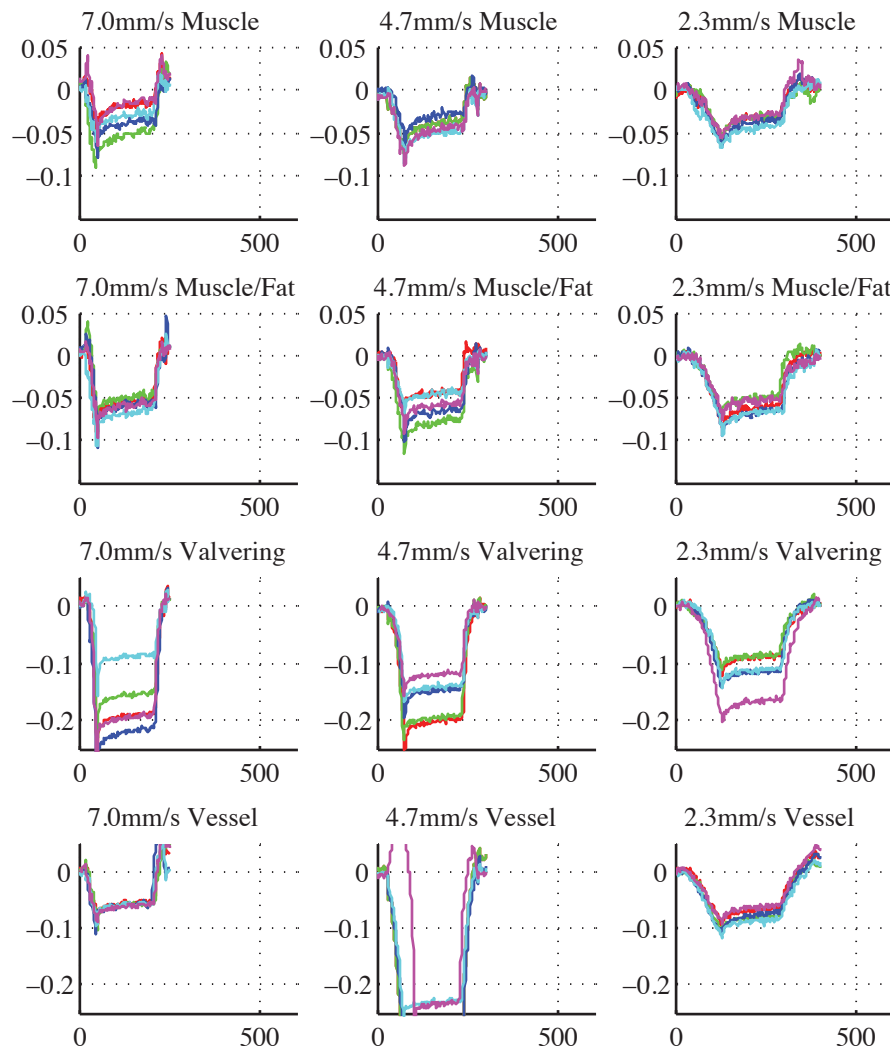 7.0mm/s Muscle 4.7mm/s Muscle 2.3mm/s Muscle
0.05 0.05 0.05
0 0 0
–0.05 –0.05 –0.05
–0.1 –0.1 –0.1
0 500 0 500 0 500
7.0mm/s Muscle/Fat 4.7mm/s Muscle/Fat 2.3mm/s Muscle/Fat
0.05 0.05 0.05
0 0 0
–0.05 –0.05 –0.05
–0.1 –0.1 –0.1
0 500 0 500 0 500
7.0mm/s Valvering 4.7mm/s Valvering 2.3mm/s Valvering
0 0 0
–0.1 –0.1 –0.1
–0.2 –0.2 –0.2
0 500 0 500 0 500
7.0mm/s Vessel 4.7mm/s Vessel 2.3mm/s Vessel
0 0 0
–0.1 –0.1 –0.1
–0.2 –0.2 –0.2
0 500 0 500 0 500